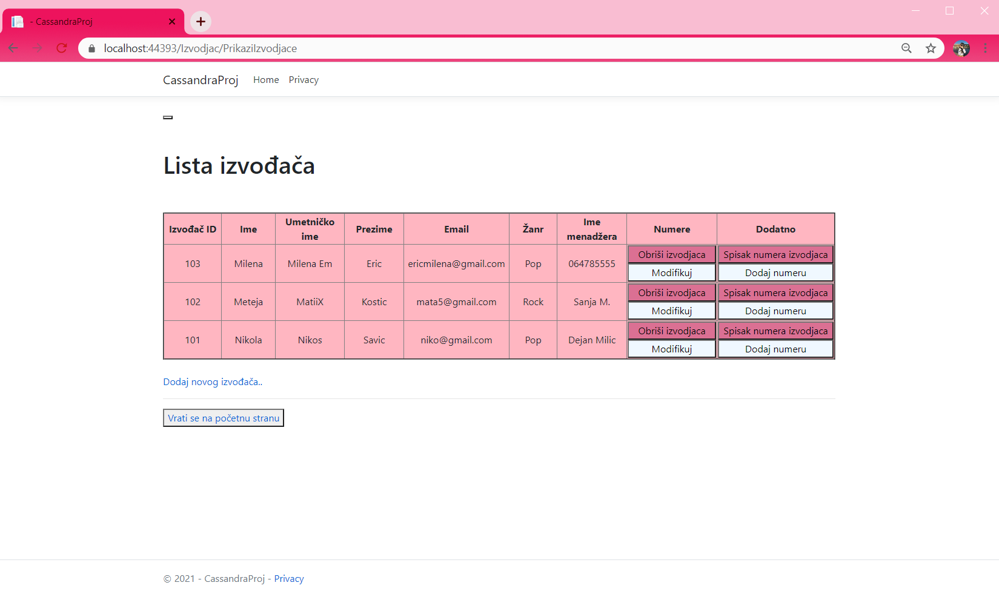 - CassandraProj
localhost:44393/Izvodjac/PrikaziIzvodjace
CassandraProj Home Privacy
Lista izvođača
Izvođač ID Ime Umetničko ime Prezime Email Žanr Ime menadžera Numere Dodatno
103 Milena Milena Em Eric ericmilena@gmail.com Pop 064785555 Obriši izvodjaca Spisak numera izvodjaca
Modifikuj Dodaj numeru
102 Meteja MatiiX Kostic mata5@gmail.com Rock Sanja M. Obriši izvodjaca Spisak numera izvodjaca
Modifikuj Dodaj numeru
101 Nikola Nikos Savic niko@gmail.com Pop Dejan Milic Obriši izvodjaca Spisak numera izvodjaca
Modifikuj Dodaj numeru
Dodaj novog izvođača..
Vrati se na početnu stranu
© 2021 - CassandraProj - Privacy